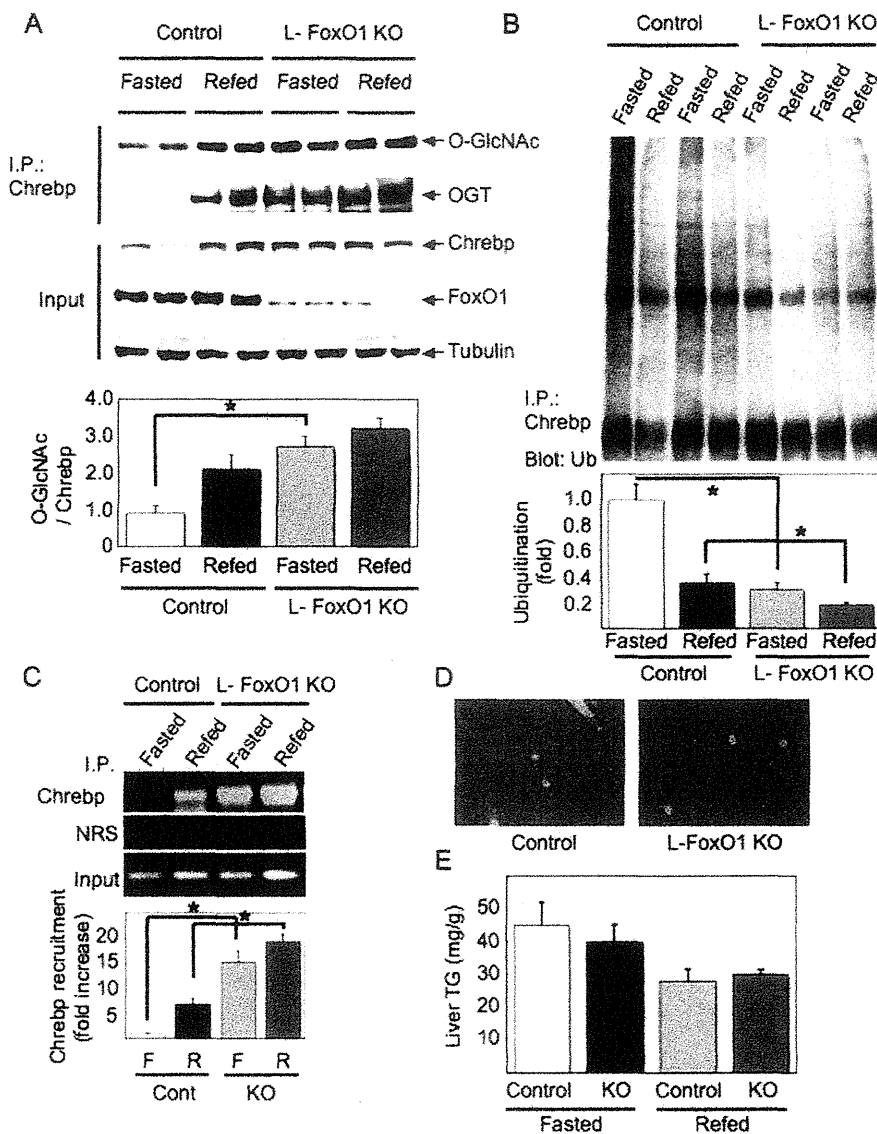 A
Control L- FoxO1 KO
Fasted Refed Fasted Refed
I.P.:
Chrebp
O-GlcNAc
OGT
Input
Chrebp
FoxO1
Tubulin
O-GlcNAc
/ Chrebp
4.0
3.0
2.0
1.0
0
*
Fasted Refed Fasted Refed
Control L- FoxO1 KO
B
Control L- FoxO1 KO
Fasted Refed Fasted Refed Fasted Refed Fasted Refed
I.P.:
Chrebp
Blot: Ub
Ubiquitination
(fold)
1.0
0.8
0.6
0.4
0.2
*
*
Fasted Refed Fasted Refed
Control L- FoxO1 KO
C
Control L- FoxO1 KO
Fasted Refed Fasted Refed
I.P.
Chrebp
NRS
Input
Chrebp recruitment
(fold increase)
20
15
10
5
*
*
F R F R
Cont KO
D
Control L-FoxO1 KO
E
Liver TG (mg/g)
50
40
30
20
10
Control KO Control KO
Fasted Refed